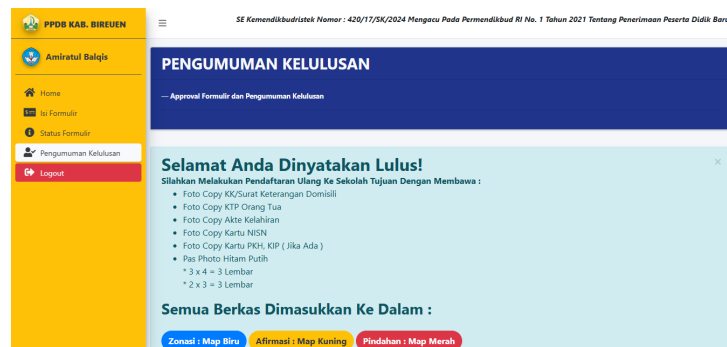 PPDB KAB. BIREUEN
SE Kemendikbudristek Nomor : 420/17/SK/2024 Mengacu Pada Permendikbud RI No. 1 Tahun 2021 Tentang Penerimaan Peserta Didik Baru
Amiratul Balqis
Home
Isi Formulir
Status Formulir
Pengumuman Kelulusan
Logout
PENGUMUMAN KELULUSAN
— Approval Formulir dan Pengumuman Kelulusan
Selamat Anda Dinyatakan Lulus!
×
Silahkan Melakukan Pendaftaran Ulang Ke Sekolah Tujuan Dengan Membawa :
• Foto Copy KK/Surat Keterangan Domisili
• Foto Copy KTP Orang Tua
• Foto Copy Akte Kelahiran
• Foto Copy Kartu NISN
• Foto Copy Kartu PKH, KIP ( Jika Ada )
• Pas Photo Hitam Putih
* 3 x 4 = 3 Lembar
* 2 x 3 = 3 Lembar
Semua Berkas Dimasukkan Ke Dalam :
Zonasi : Map Biru
Afirmasi : Map Kuning
Pindahan : Map Merah